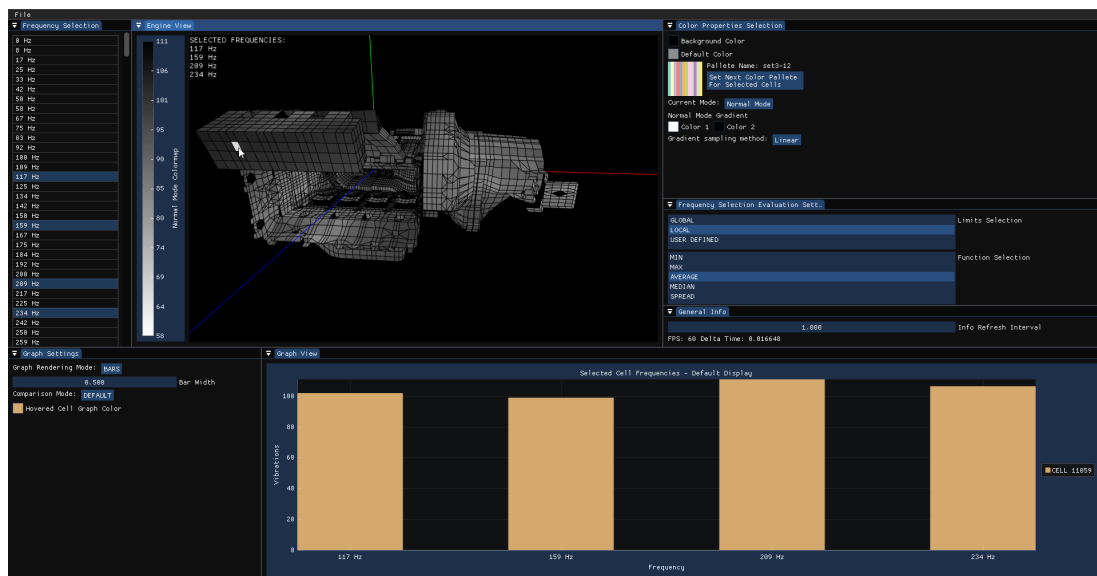 File
Frequency Selection
0 Hz
8 Hz
17 Hz
25 Hz
33 Hz
42 Hz
50 Hz
58 Hz
67 Hz
75 Hz
83 Hz
92 Hz
100 Hz
109 Hz
117 Hz
125 Hz
134 Hz
142 Hz
150 Hz
159 Hz
167 Hz
175 Hz
184 Hz
192 Hz
200 Hz
209 Hz
217 Hz
225 Hz
234 Hz
242 Hz
250 Hz
259 Hz
Engine View
111
106
101
95
90
85
80
74
69
64
58
Normal Mode Colormap
SELECTED FREQUENCIES:
117 Hz
159 Hz
209 Hz
234 Hz
Color Properties Selection
Background Color
Default Color
Pallete Name: set3-12
Set Next Color Pallete
For Selected Cells
Current Mode: Normal Mode
Normal Mode Gradient
Color 1 Color 2
Gradient sampling method: Linear
Frequency Selection Evaluation Sett…
GLOBAL
LOCAL
USER DEFINED
Limits Selection
MIN
MAX
AVERAGE
MEDIAN
SPREAD
Function Selection
General Info
1.000 Info Refresh Interval
FPS: 60 Delta Time: 0.016648
Graph Settings
Graph Rendering Mode: BARS
0.500 Bar Width
Comparison Mode: DEFAULT
Hovered Cell Graph Color
Graph View
Selected Cell Frequencies - Default Display
100
80
60
40
20
0
Vibrations
117 Hz 159 Hz 209 Hz 234 Hz
Frequency
CELL 11059